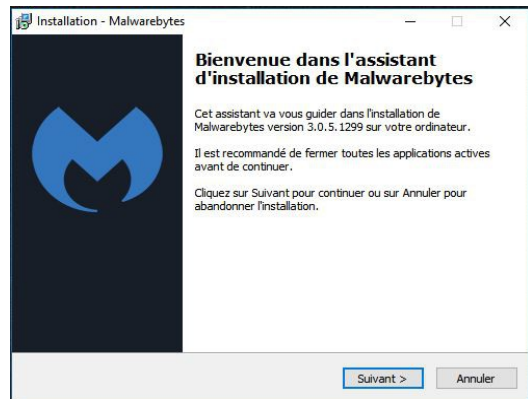 Installation - Malwarebytes
Bienvenue dans l'assistant
d'installation de Malwarebytes
Cet assistant va vous guider dans l'installation de
Malwarebytes version 3.0.5.1299 sur votre ordinateur.
Il est recommandé de fermer toutes les applications actives
avant de continuer.
Cliquez sur Suivant pour continuer ou sur Annuler pour
abandonner l'installation.
Suivant > Annuler